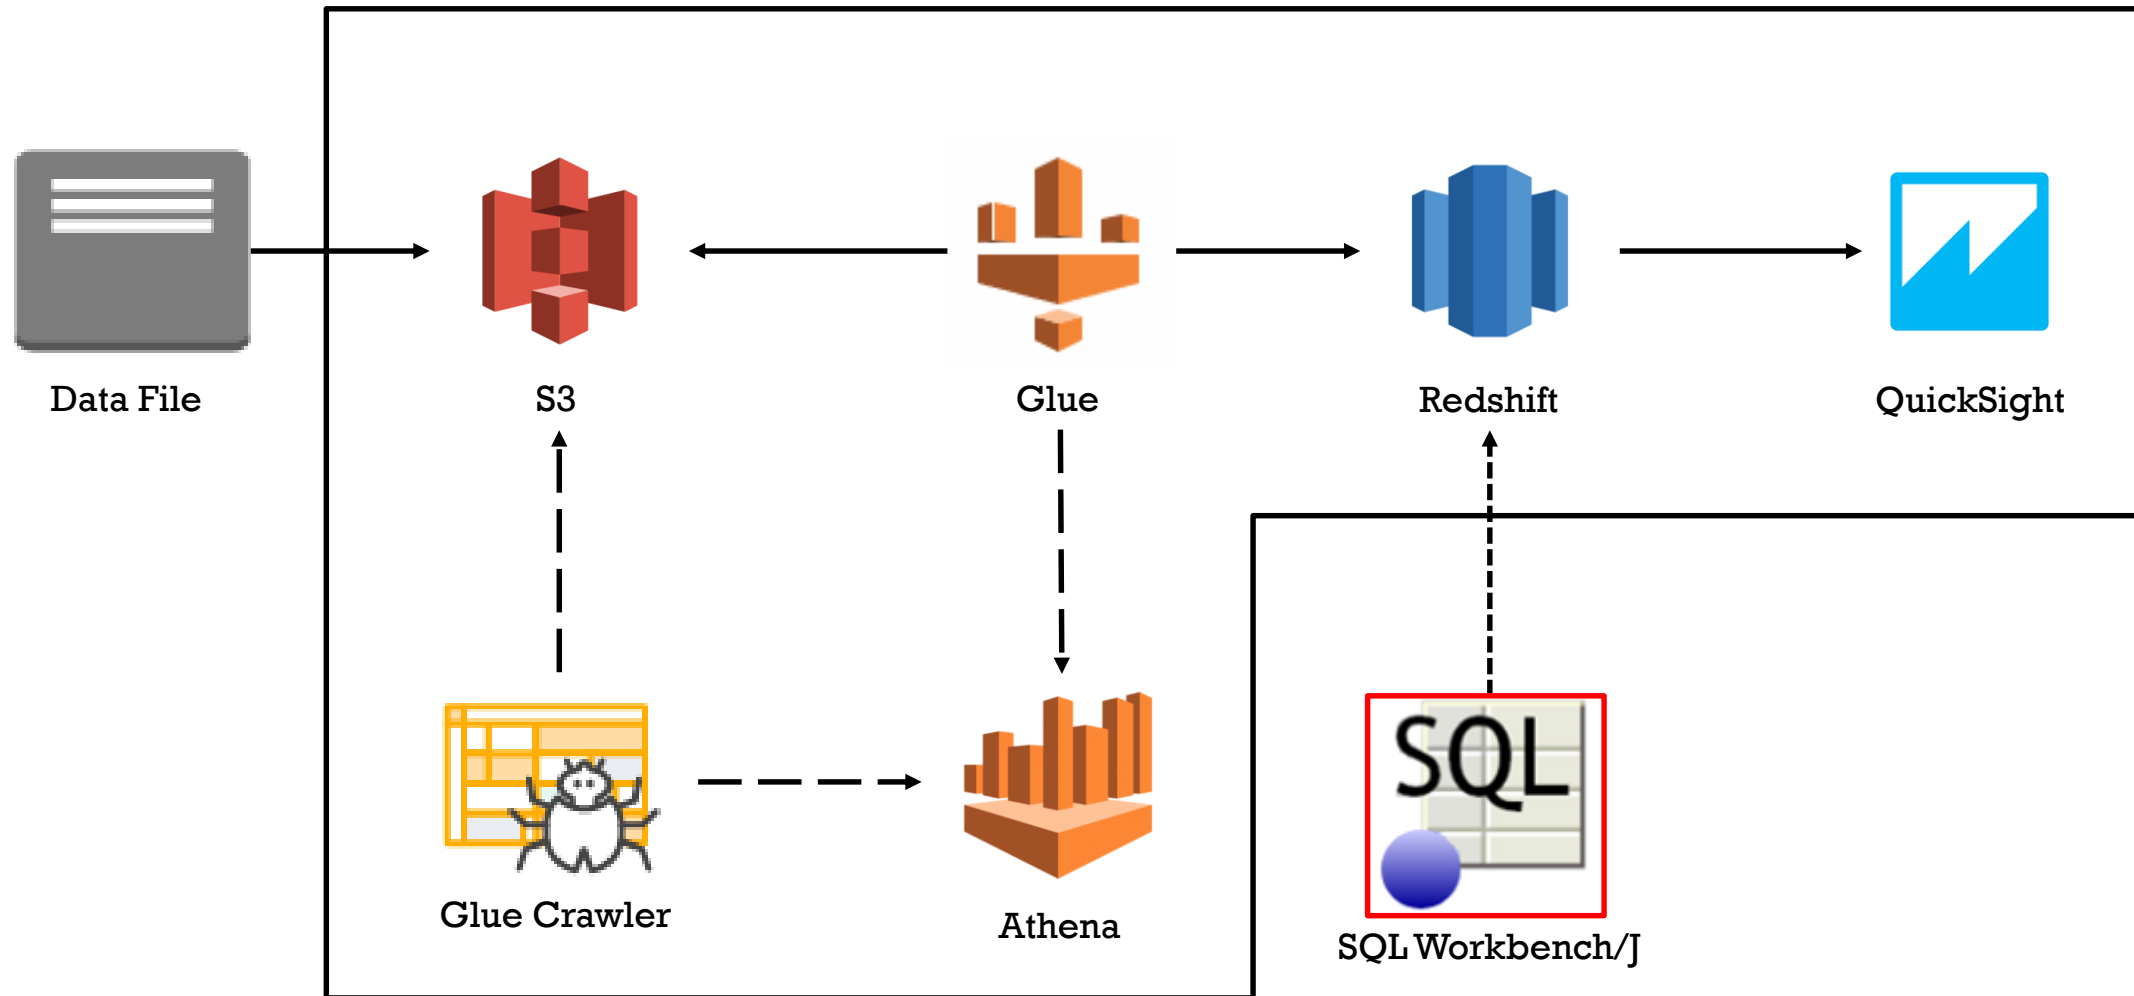 Data File
S3
Glue
Redshift
QuickSight
SQL
Glue Crawler
Athena
SQL Workbench/J